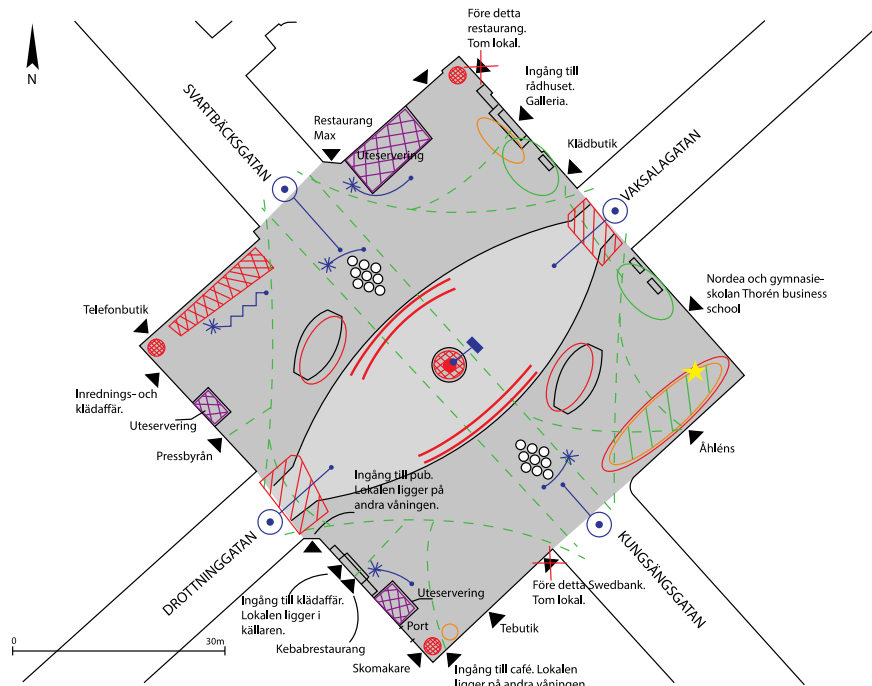 Före detta
restaurang.
Tom lokal.
Ingång till
rådhuset.
Galleria.
N
SVARTBÄCKSGATAN
Restaurang
Max
Uteservering
Klädbutik
VAKSALAGATAN
Nordea och gymnasie-
skolan Thorén business
school
Telefonbutik
Inrednings- och
klädaffär.
Uteservering
Pressbyrån
Åhléns
Ingång till pub.
Lokalen ligger på
andra våningen.
DROTTNINGGATAN
KUNGSÄNGSGATAN
Ingång till klädaffär.
Lokalen ligger i
källaren.
Uteservering
Före detta Swedbank.
Tom lokal.
Port
Tebutik
Kebabrestaurang
Skomakare
Ingång till café. Lokalen
ligger på andra våningen
0 30m